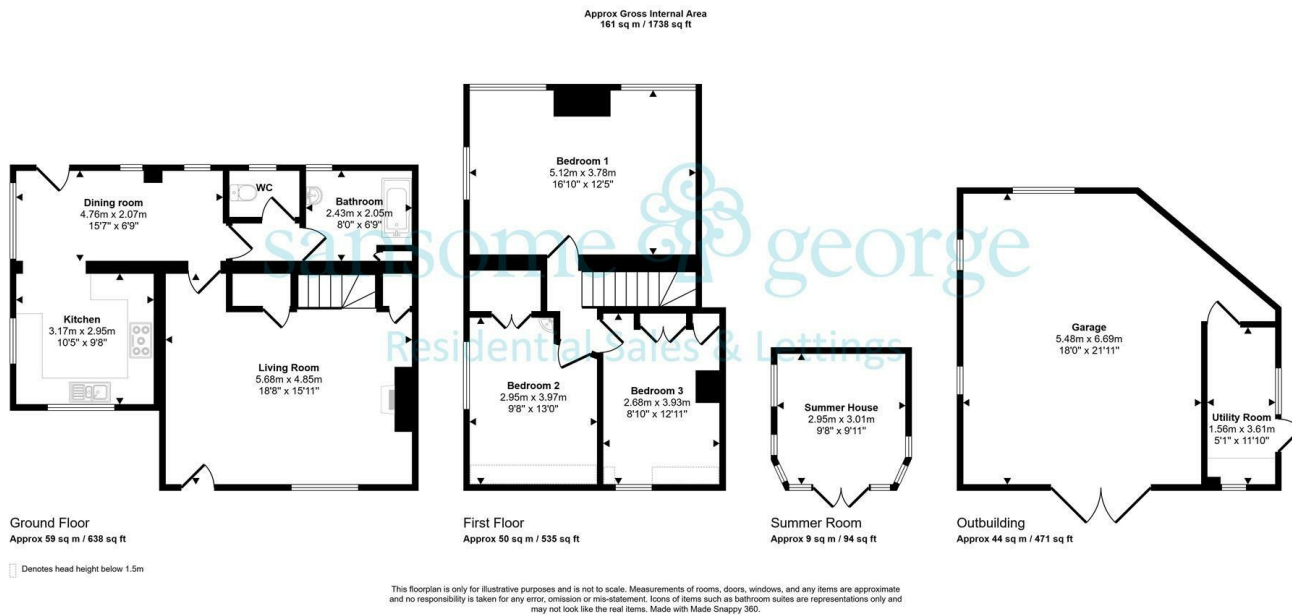 Approx Gross Internal Area
161 sq m / 1738 sq ft
Bedroom 1
5.12m x 3.78m
16'10" x 12'5"
Dining room
4.76m x 2.07m
15'7" x 6'9"
WC
Bathroom
2.43m x 2.05m
8'0" x 6'9"
sansome george
Residential Sales & Lettings
Kitchen
3.17m x 2.95m
10'5" x 9'8"
Living Room
5.68m x 4.85m
18'8" x 15'11"
Bedroom 2
2.95m x 3.97m
9'8" x 13'0"
Bedroom 3
2.68m x 3.93m
8'10" x 12'11"
Summer House
2.95m x 3.01m
9'8" x 9'11"
Garage
5.48m x 6.69m
18'0" x 21'11"
Utility Room
1.56m x 3.61m
5'1" x 11'10"
Ground Floor
Approx 59 sq m / 638 sq ft
First Floor
Approx 50 sq m / 535 sq ft
Summer Room
Approx 9 sq m / 94 sq ft
Outbuilding
Approx 44 sq m / 471 sq ft
Denotes head height below 1.5m
This floorplan is only for illustrative purposes and is not to scale. Measurements of rooms, doors, windows, and any items are approximate
and no responsibility is taken for any error, omission or mis-statement. Icons of items such as bathroom suites are representations only and
may not look like the real items. Made with Made Snappy 360.